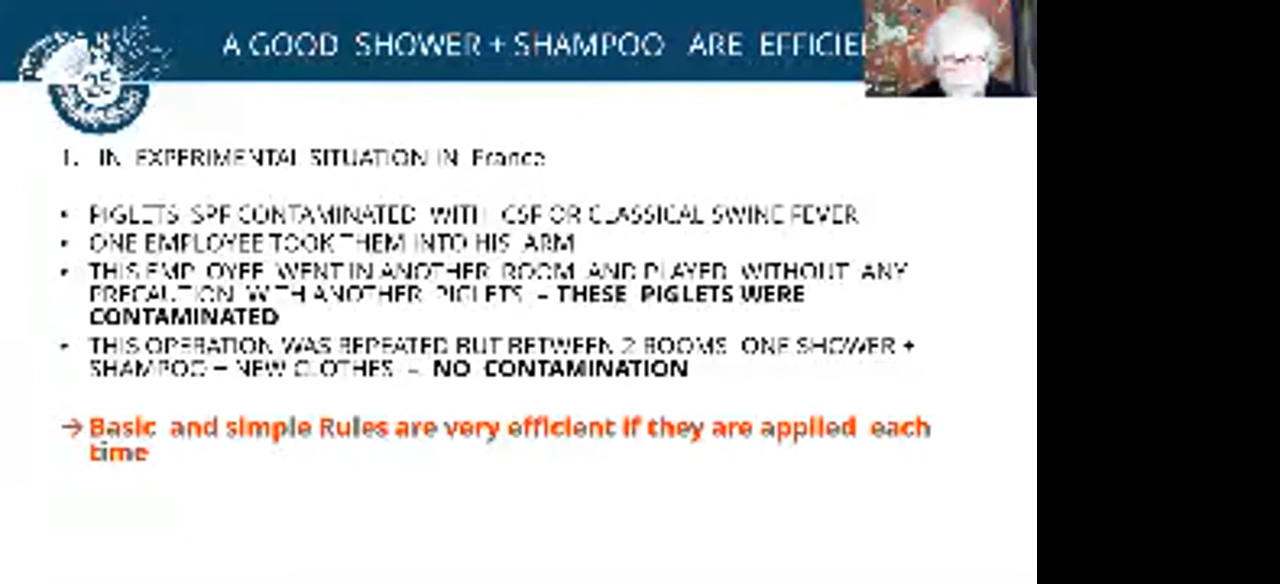 A GOOD SHOWER + SHAMPOO ARE EFFICIE
25
1. IN EXPERIMENTAL SITUATION IN France
• PIGLETS SPF CONTAMINATED WITH CSF OR CLASSICAL SWINE FEVER
• ONE EMPLOYEE TOOK THEM INTO HIS ARM
• THIS EMPLOYEE WENT IN ANOTHER ROOM AND PLAYED WITHOUT ANY
PRECAUTION WITH ANOTHER PIGLETS – THESE PIGLETS WERE
CONTAMINATED
• THIS OPERATION WAS REPEATED BUT BETWEEN 2 ROOMS ONE SHOWER +
SHAMPOO + NEW CLOTHES – NO CONTAMINATION
→ Basic and simple Rules are very efficient if they are applied each
time